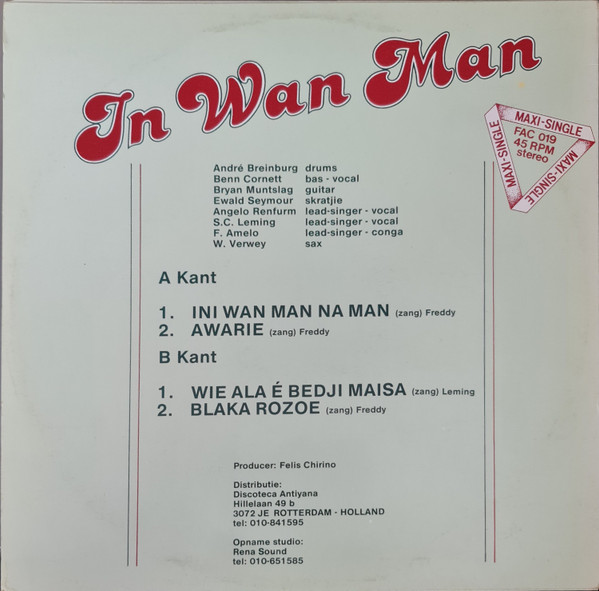 In Wan Man
MAXI-SINGLE
MAXI-SINGLE
MAXI-SINGLE
FAC 019
45 RPM
stereo
André Breinburg drums
Benn Cornett bas - vocal
Bryan Muntslag guitar
Ewald Seymour skratjie
Angelo Renfurm lead-singer - vocal
S.C. Leming lead-singer - vocal
F. Amelo lead-singer - conga
W. Verwey sax
A Kant
1. INI WAN MAN NA MAN (zang) Freddy
2. AWARIE (zang) Freddy
B Kant
1. WIE ALA É BEDJI MAISA (zang) Leming
2. BLAKA ROZOE (zang) Freddy
Producer: Felis Chirino
Distributie:
Discoteca Antiyana
Hillelaan 49 b
3072 JE ROTTERDAM - HOLLAND
tel: 010-841595
Opname studio:
Rena Sound
tel: 010-651585